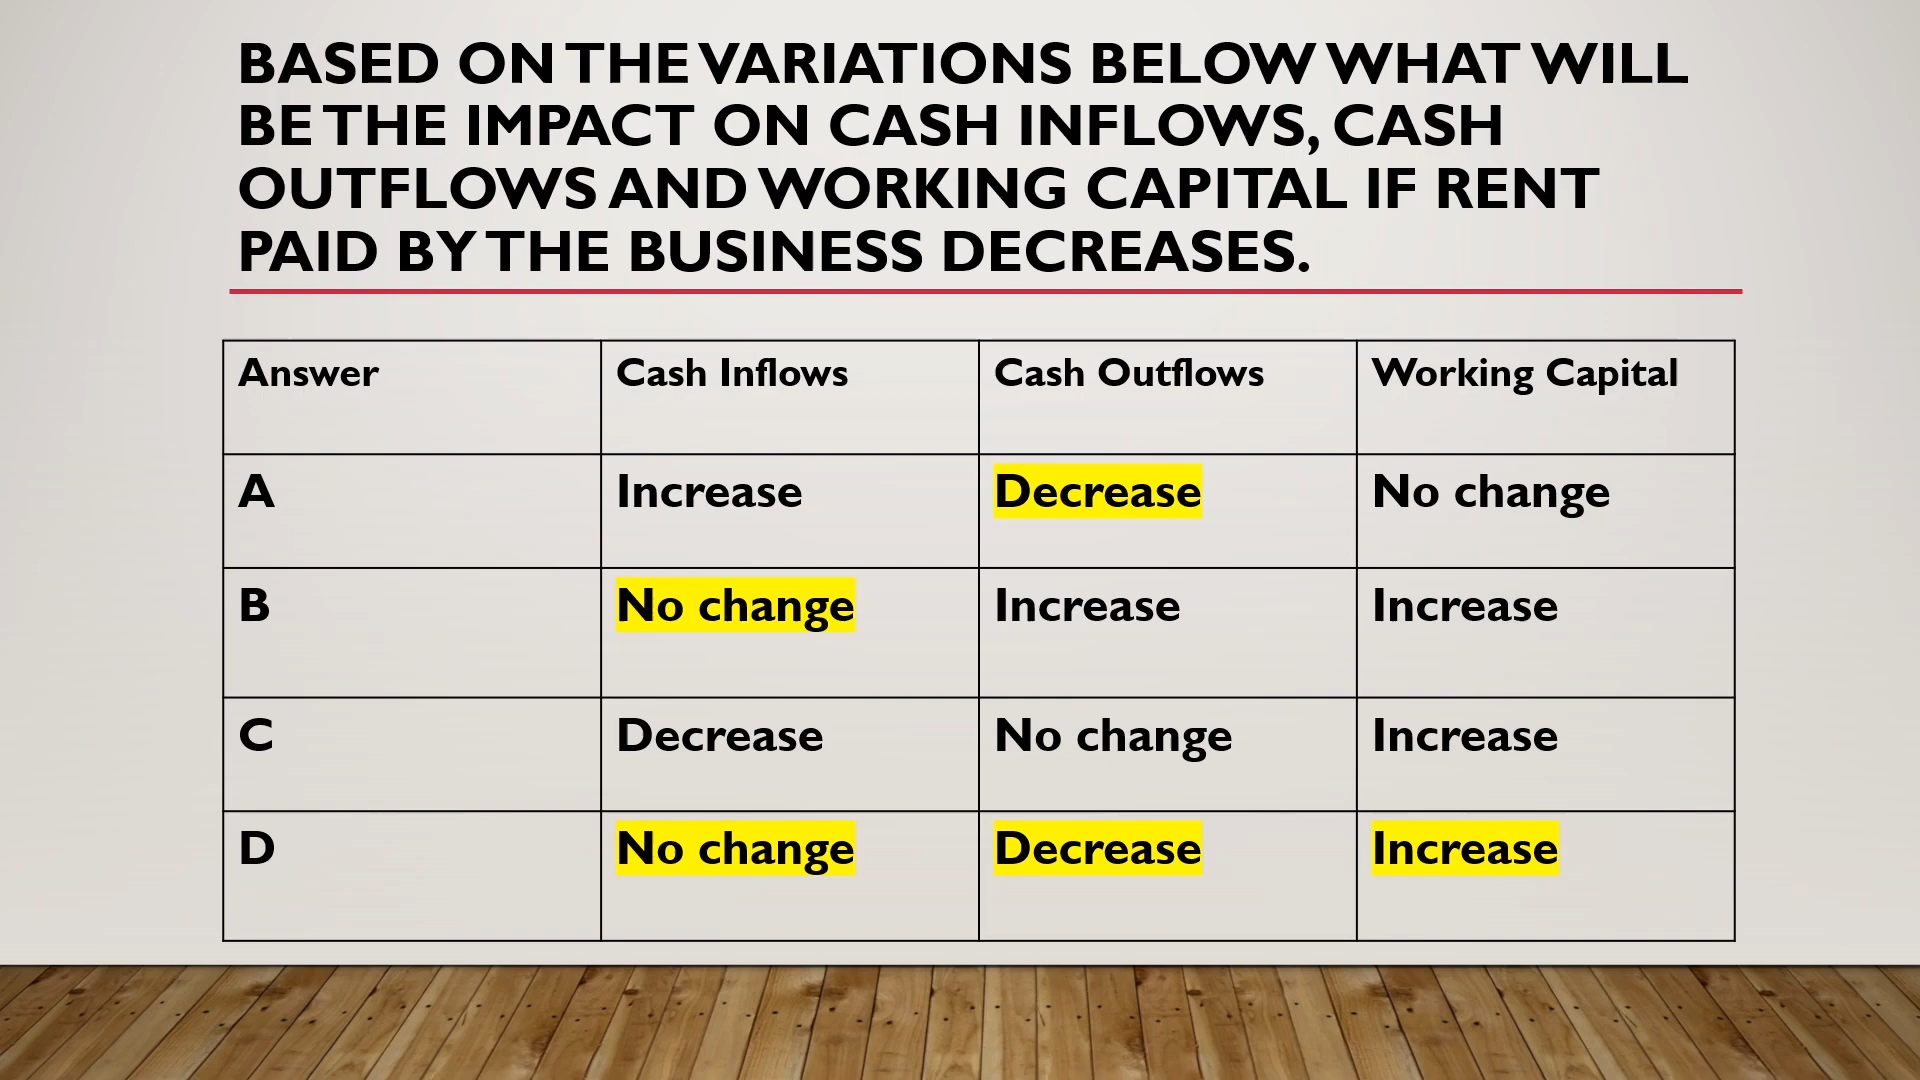 BASED ON THE VARIATIONS BELOW WHAT WILL
BE THE IMPACT ON CASH INFLOWS, CASH
OUTFLOWS AND WORKING CAPITAL IF RENT
PAID BY THE BUSINESS DECREASES.
Answer Cash Inflows Cash Outflows Working Capital
A Increase Decrease No change
B No change Increase Increase
C Decrease No change Increase
D No change Decrease Increase